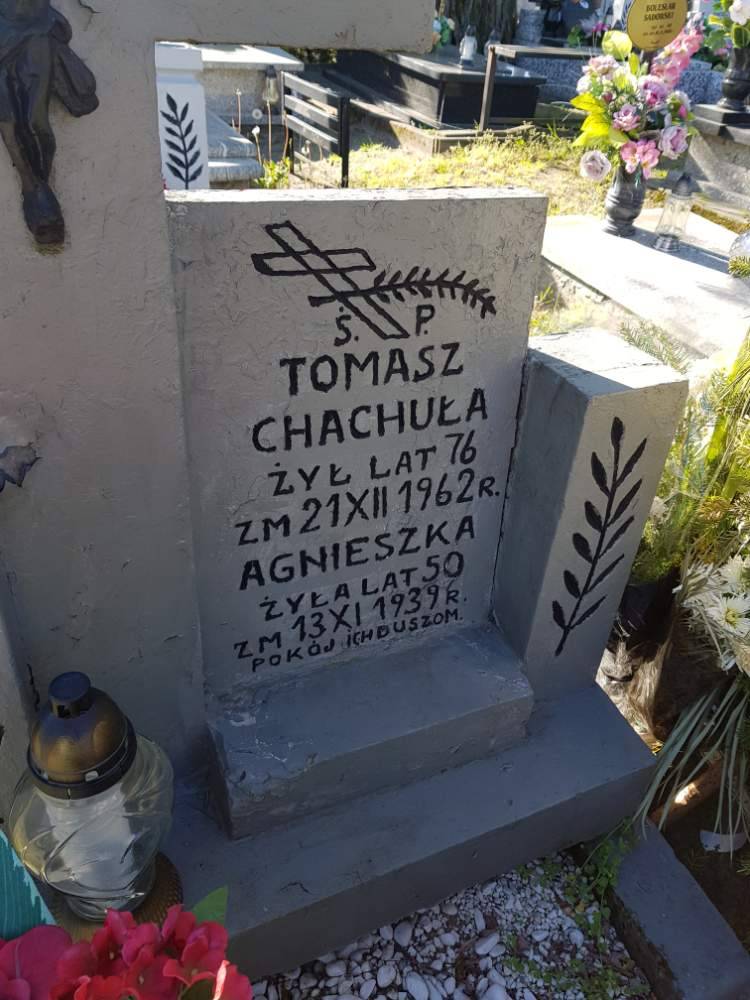 BOLESŁAW
SADORSKI
Ś. P.
TOMASZ
CHACHUŁA
ŻYŁ LAT 76
ZM 21 XII 1962 R.
AGNIESZKA
ŻYŁA LAT 50
ZM 13 XI 1939 R.
POKÓJ ICH DUSZOM.